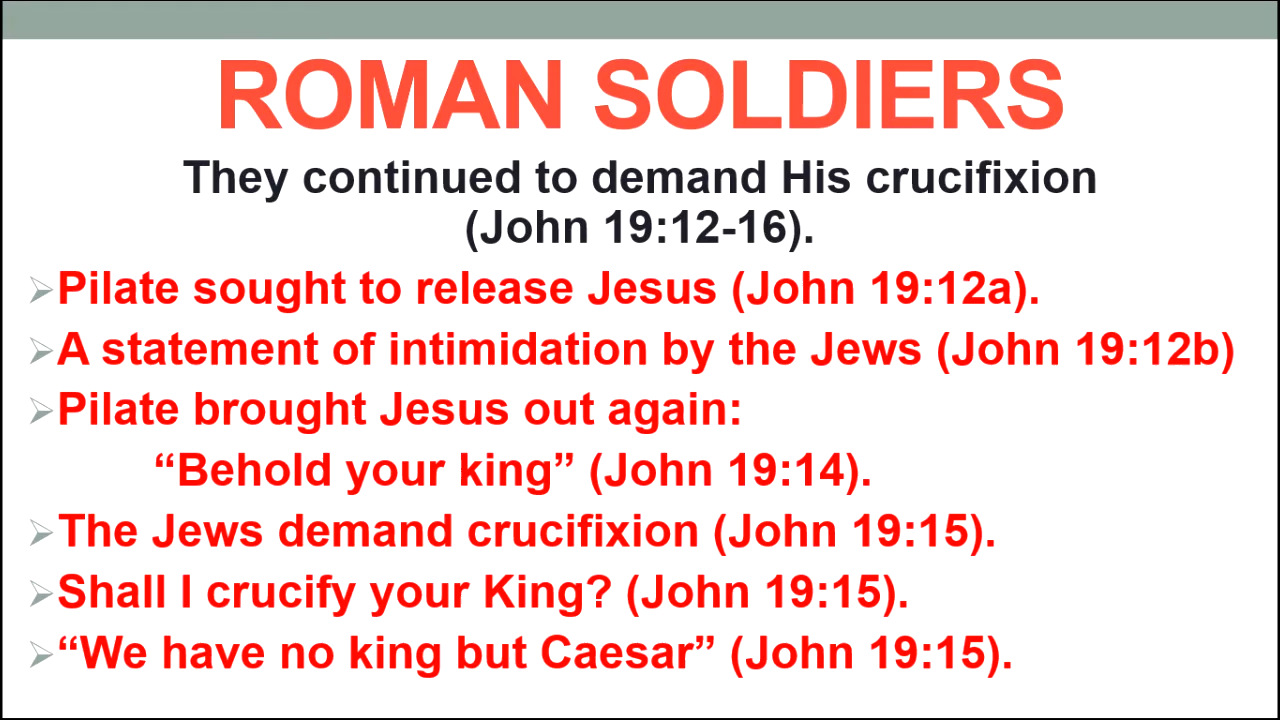 ROMAN SOLDIERS
They continued to demand His crucifixion
(John 19:12-16).
➢Pilate sought to release Jesus (John 19:12a).
➢A statement of intimidation by the Jews (John 19:12b)
➢Pilate brought Jesus out again:
“Behold your king” (John 19:14).
➢The Jews demand crucifixion (John 19:15).
➢Shall I crucify your King? (John 19:15).
➢“We have no king but Caesar” (John 19:15).